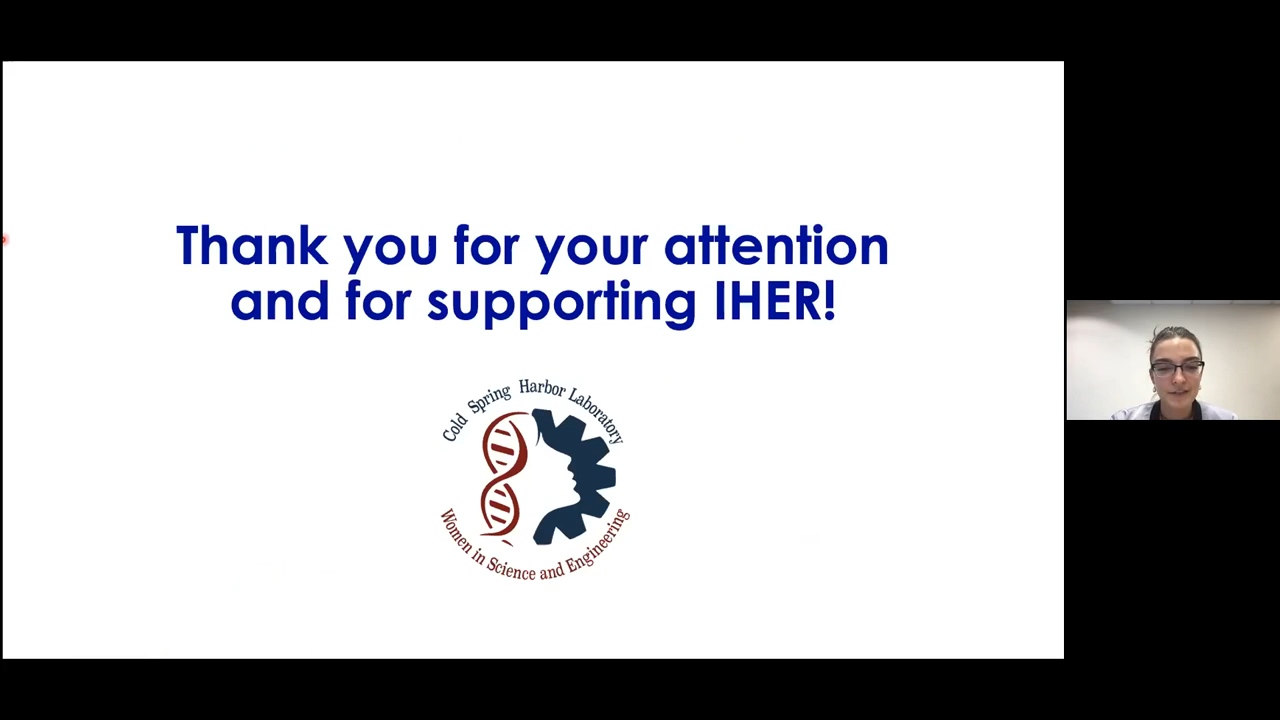 Thank you for your attention
and for supporting IHER!
Cold Spring Harbor Laboratory
Women in Science and Engineering